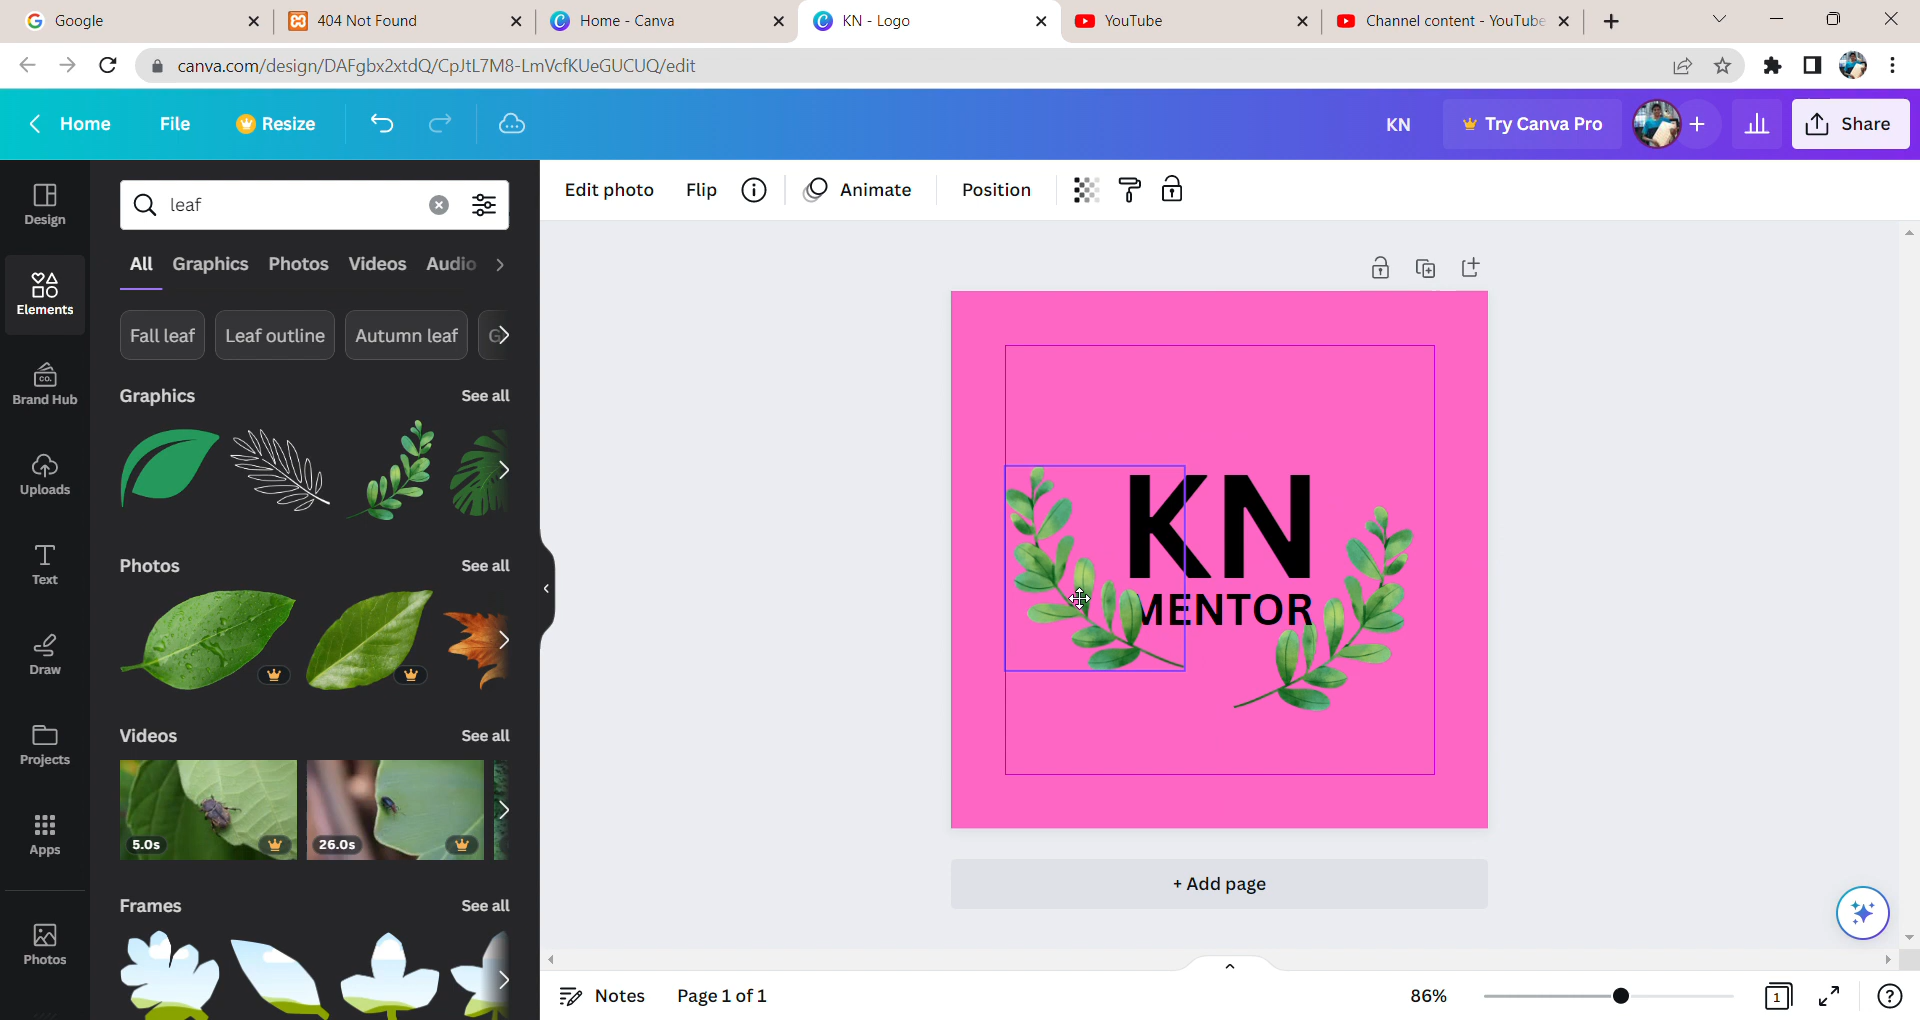 Google
404 Not Found
Home - Canva
KN - Logo
YouTube
Channel content - YouTube
canva.com/design/DAFgbx2xtdQ/CpJtL7M8-LmVcfKUeGUCUQ/edit
Home File Resize KN Try Canva Pro Share
Edit photo Flip Animate Position
Design
Elements
Brand Hub
Uploads
Text
Draw
Projects
Apps
Photos
leaf
All Graphics Photos Videos Audio
Fall leaf Leaf outline Autumn leaf G
Graphics See all
Photos See all
Videos See all
5.0s 26.0s
Frames See all
KN
MENTOR
+ Add page
Notes Page 1 of 1 86% 1
CO.